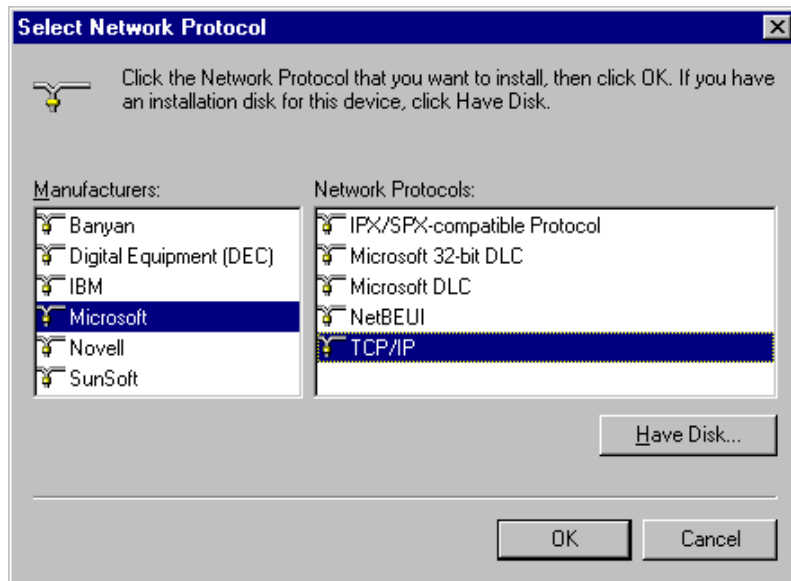 Select Network Protocol
Click the Network Protocol that you want to install, then click OK. If you have
an installation disk for this device, click Have Disk.
Manufacturers:
Banyan
Digital Equipment (DEC)
IBM
Microsoft
Novell
SunSoft
Network Protocols:
IPX/SPX-compatible Protocol
Microsoft 32-bit DLC
Microsoft DLC
NetBEUI
TCP/IP
Have Disk...
OK
Cancel